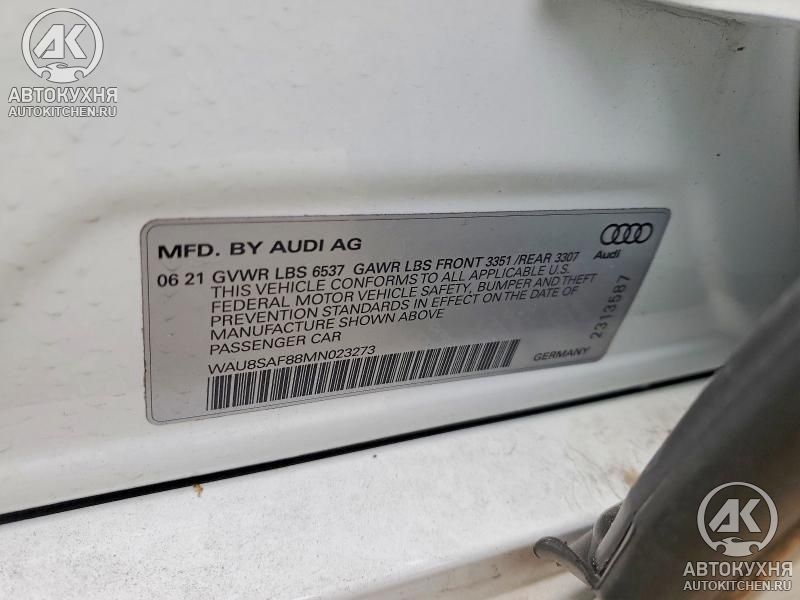 AK
АВТОКУХНЯ
AUTOKITCHEN.RU
MFD. BY AUDI AG
Audi
06 21 GVWR LBS 6537 GAWR LBS FRONT 3351 /REAR 3307
THIS VEHICLE CONFORMS TO ALL APPLICABLE U.S.
FEDERAL MOTOR VEHICLE SAFETY, BUMPER AND THEFT
PREVENTION STANDARDS IN EFFECT ON THE DATE OF
MANUFACTURE SHOWN ABOVE
PASSENGER CAR
WAU8SAF88MN023273
GERMANY
2313587
AK
АВТОКУХНЯ
AUTOKITCHEN.RU